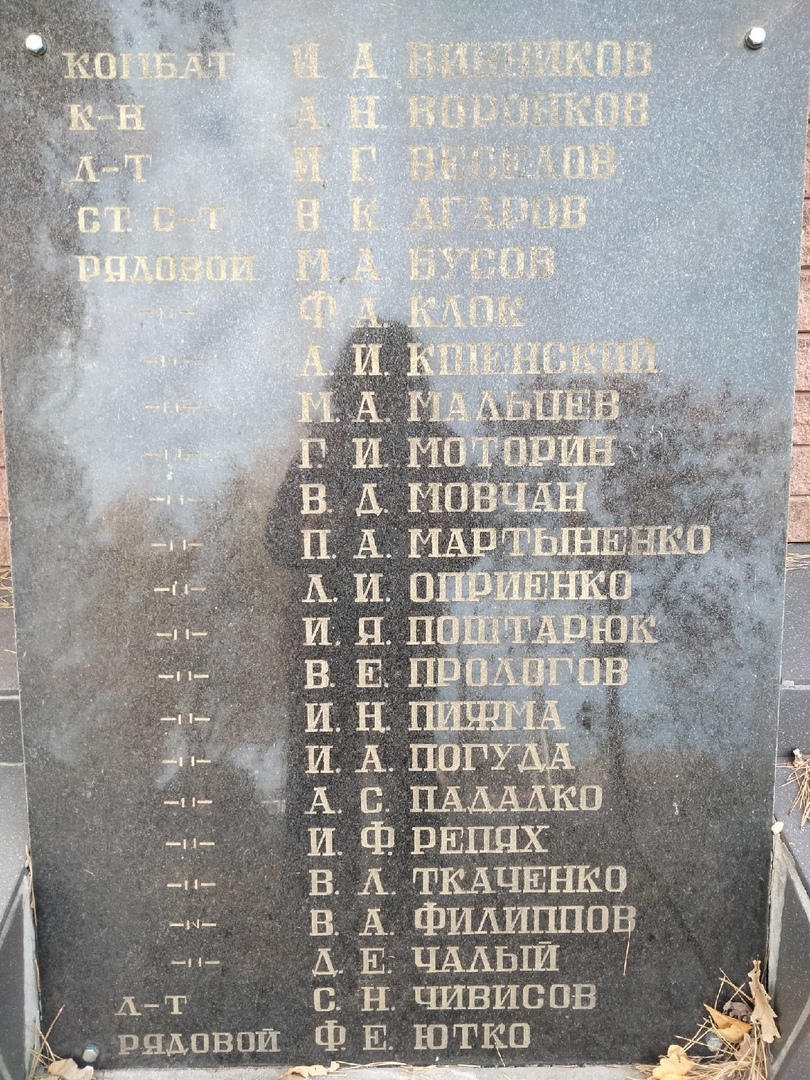 КОМБАТ И. А. ВИННИКОВ
К-Н А. Н. ВОРОНКОВ
Л-Т И. Г. ВЕСЕЛОВ
СТ. С-Т В. К. АГАРОВ
РЯДОВОЙ М. А. БУСОВ
-"- Ф. А. КЛОК
-"- А. И. КШЕНСКИЙ
-"- М. А. МАЛЬЦЕВ
-"- Г. И. МОТОРИН
-"- В. Д. МОВЧАН
-"- П. А. МАРТЫНЕНКО
-"- Л. И. ОПРИЕНКО
-"- И. Я. ПОШТАРЮК
-"- В. Е. ПРОЛОГОВ
-"- И. Н. ПИЖМА
-"- И. А. ПОГУДА
-"- А. С. ПАДАЛКО
-"- И. Ф. РЕПЯХ
-"- В. Л. ТКАЧЕНКО
-"- В. А. ФИЛИППОВ
-"- Д. Е. ЧАЛЫЙ
Л-Т С. Н. ЧИВИСОВ
РЯДОВОЙ Ф. Е. ЮТКО